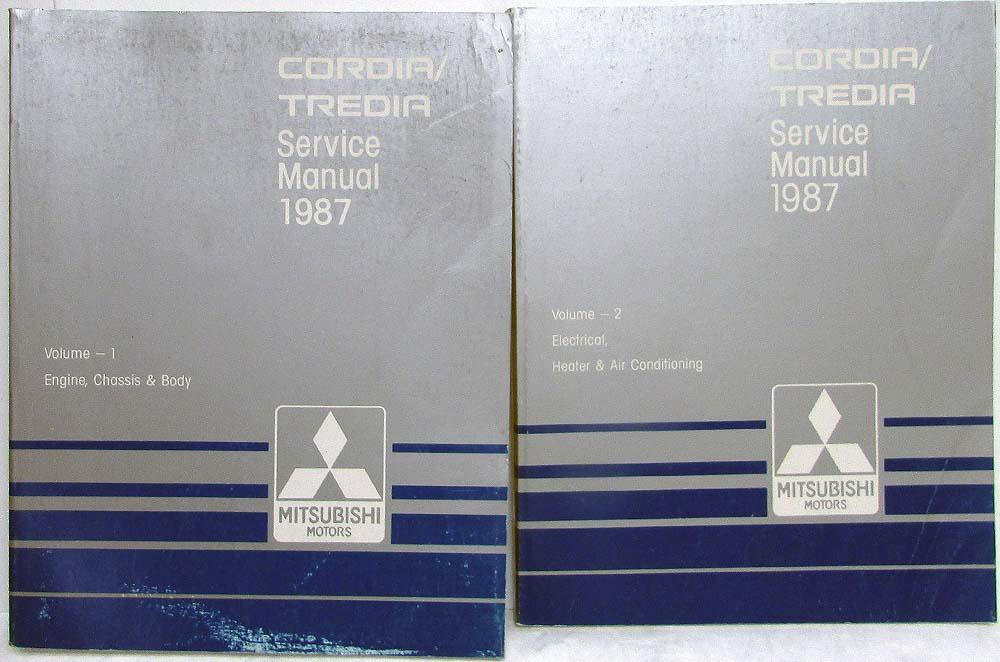 CORDIA/
TREDIA
Service
Manual
1987
Volume – 1
Engine, Chassis & Body
MITSUBISHI
MOTORS
CORDIA/
TREDIA
Service
Manual
1987
Volume – 2
Electrical,
Heater & Air Conditioning
MITSUBISHI
MOTORS